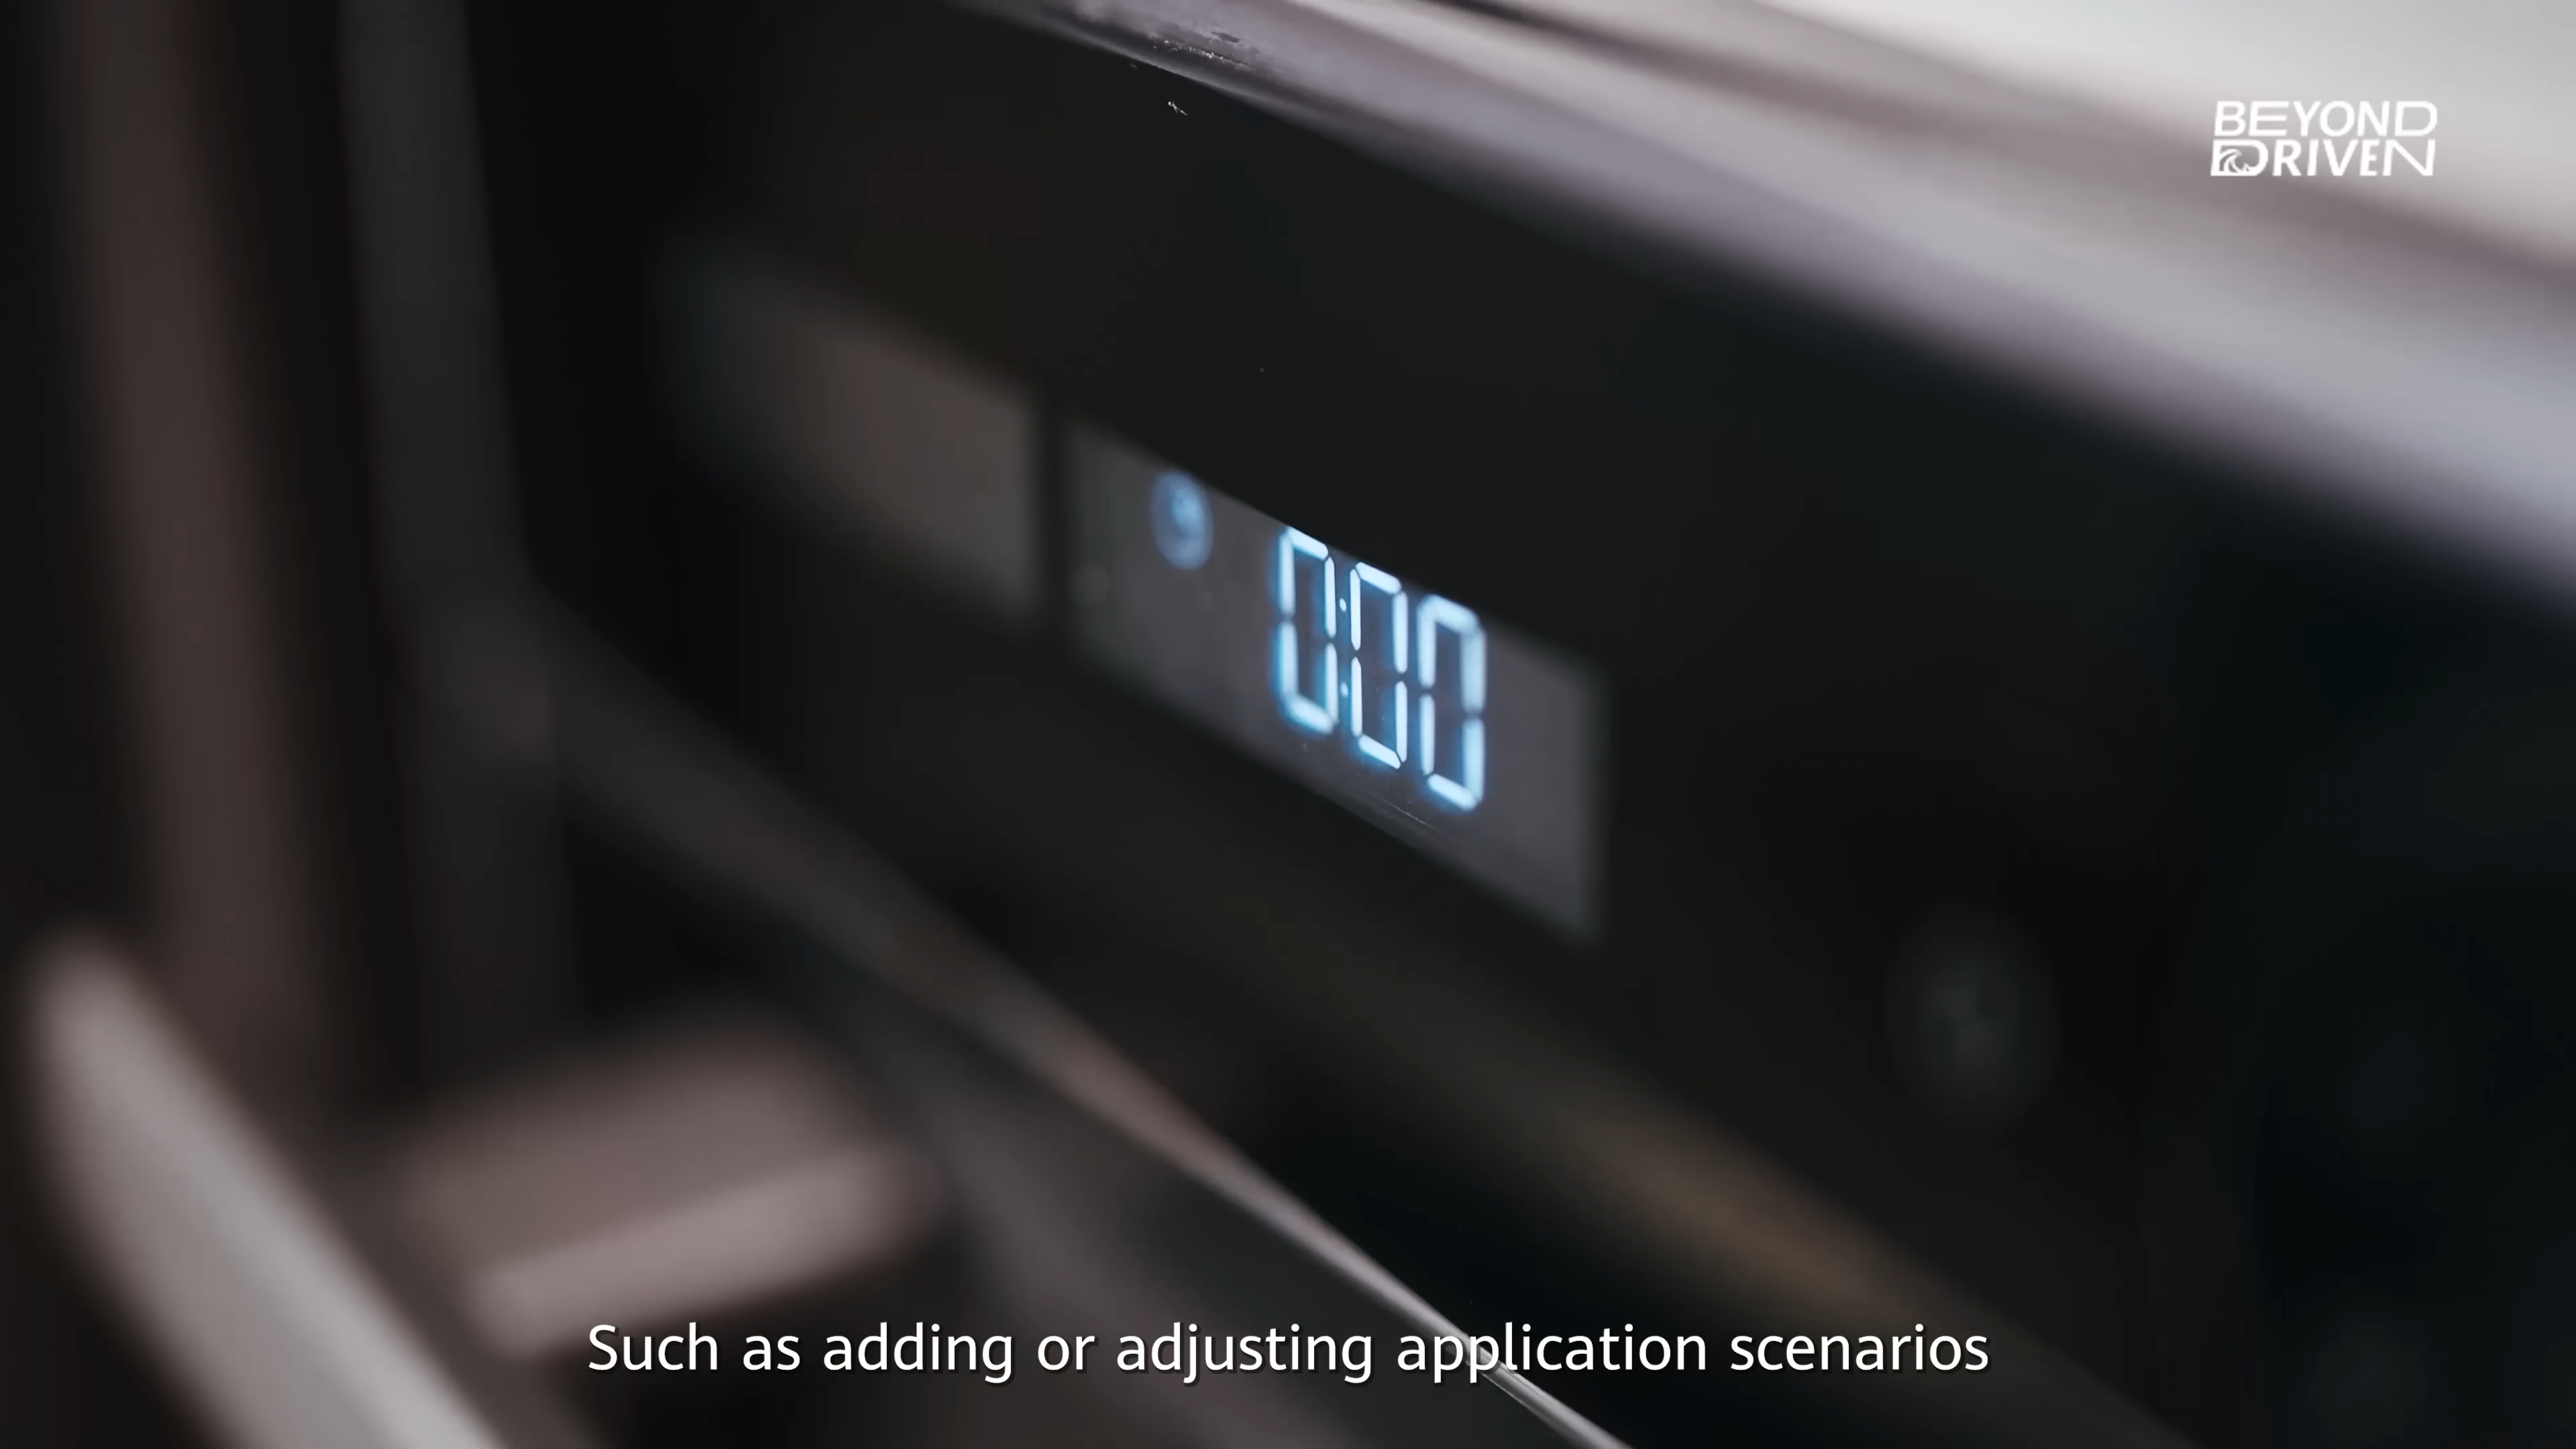 BEYOND
DRIVEN
0:00
Such as adding or adjusting application scenarios